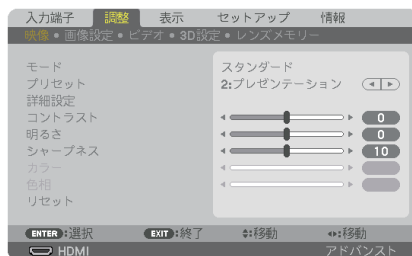 入力端子 調整 表示 セットアップ 情報
映像 • 画像設定 • ビデオ • 3D設定 • レンズメモリー
モード スタンダード
プリセット 2:プレゼンテーション
詳細設定
コントラスト 0
明るさ 0
シャープネス 10
カラー
色相
リセット
ENTER:選択 EXIT:終了 :移動 :移動
HDMI アドバンスト